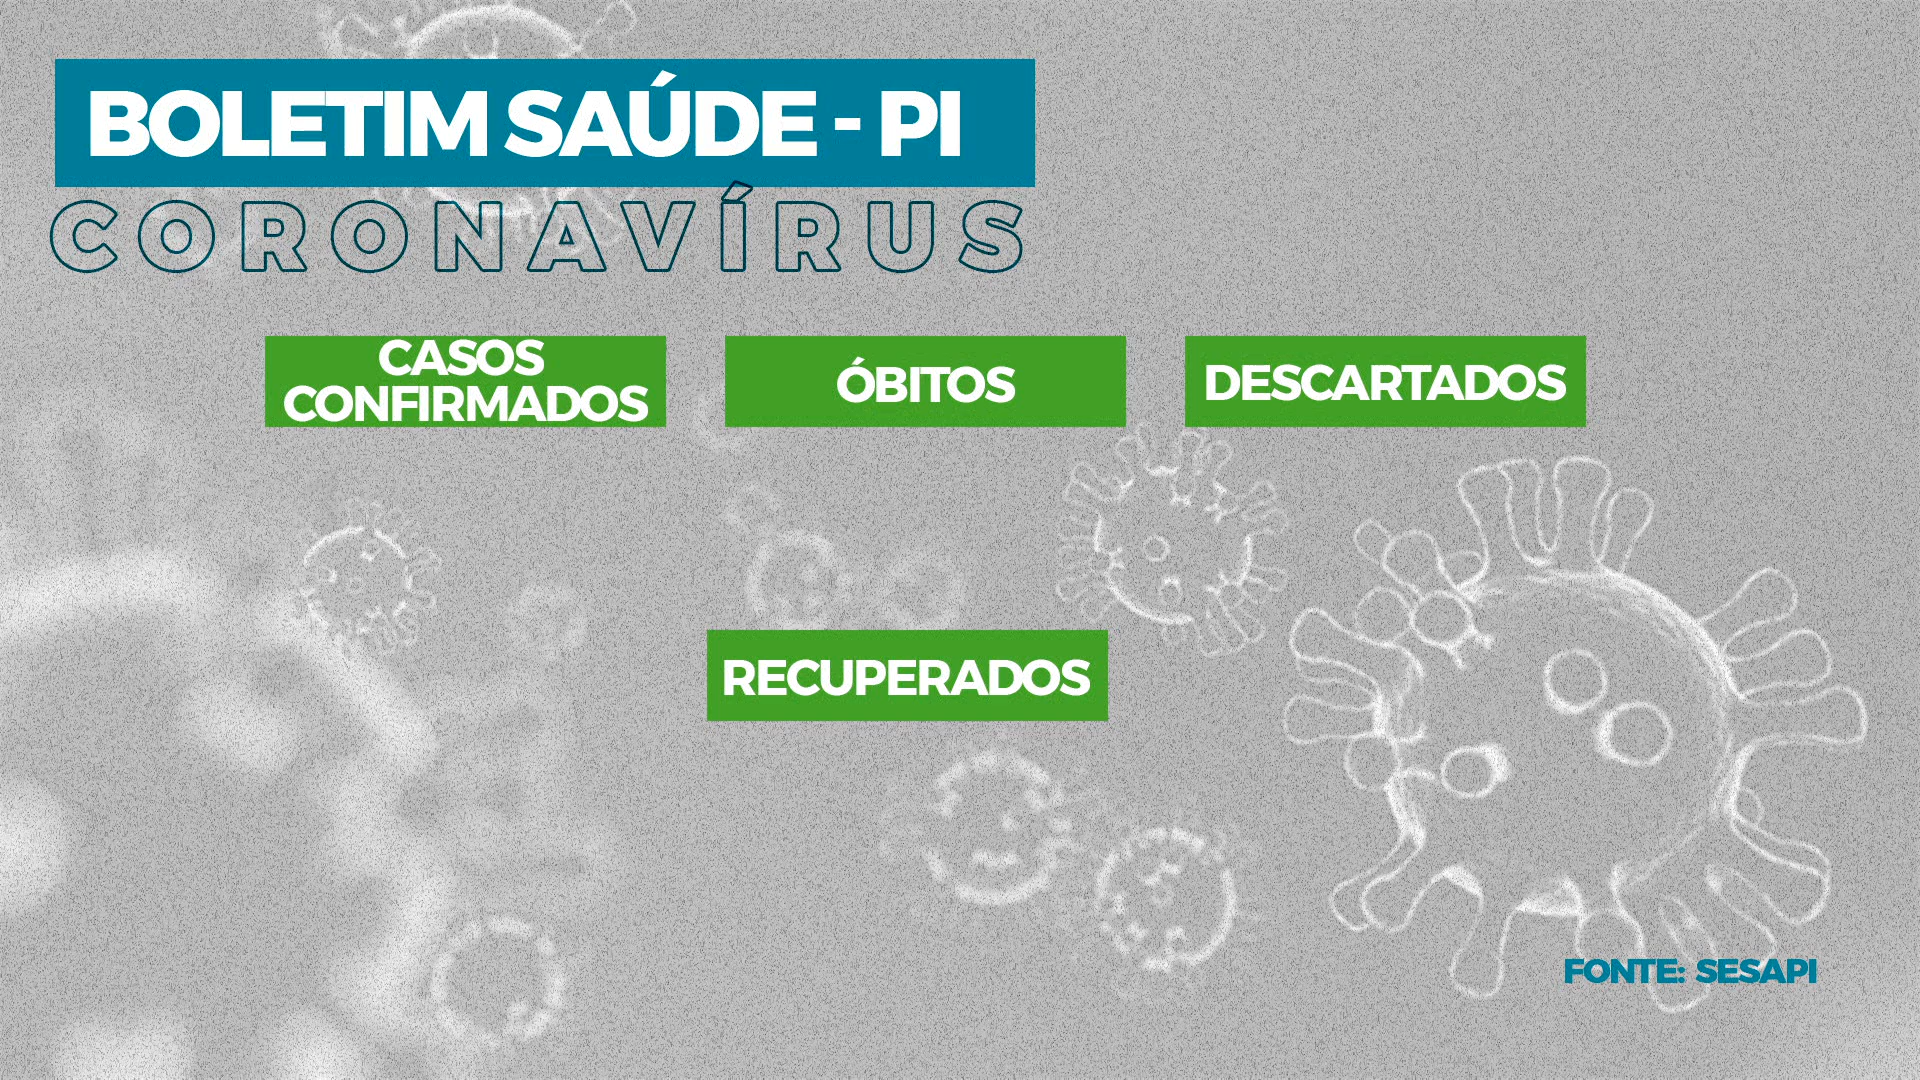 BOLETIM SAÚDE - PI
CORONAVÍRUS
CASOS
CONFIRMADOS
ÓBITOS
DESCARTADOS
RECUPERADOS
FONTE: SESAPI